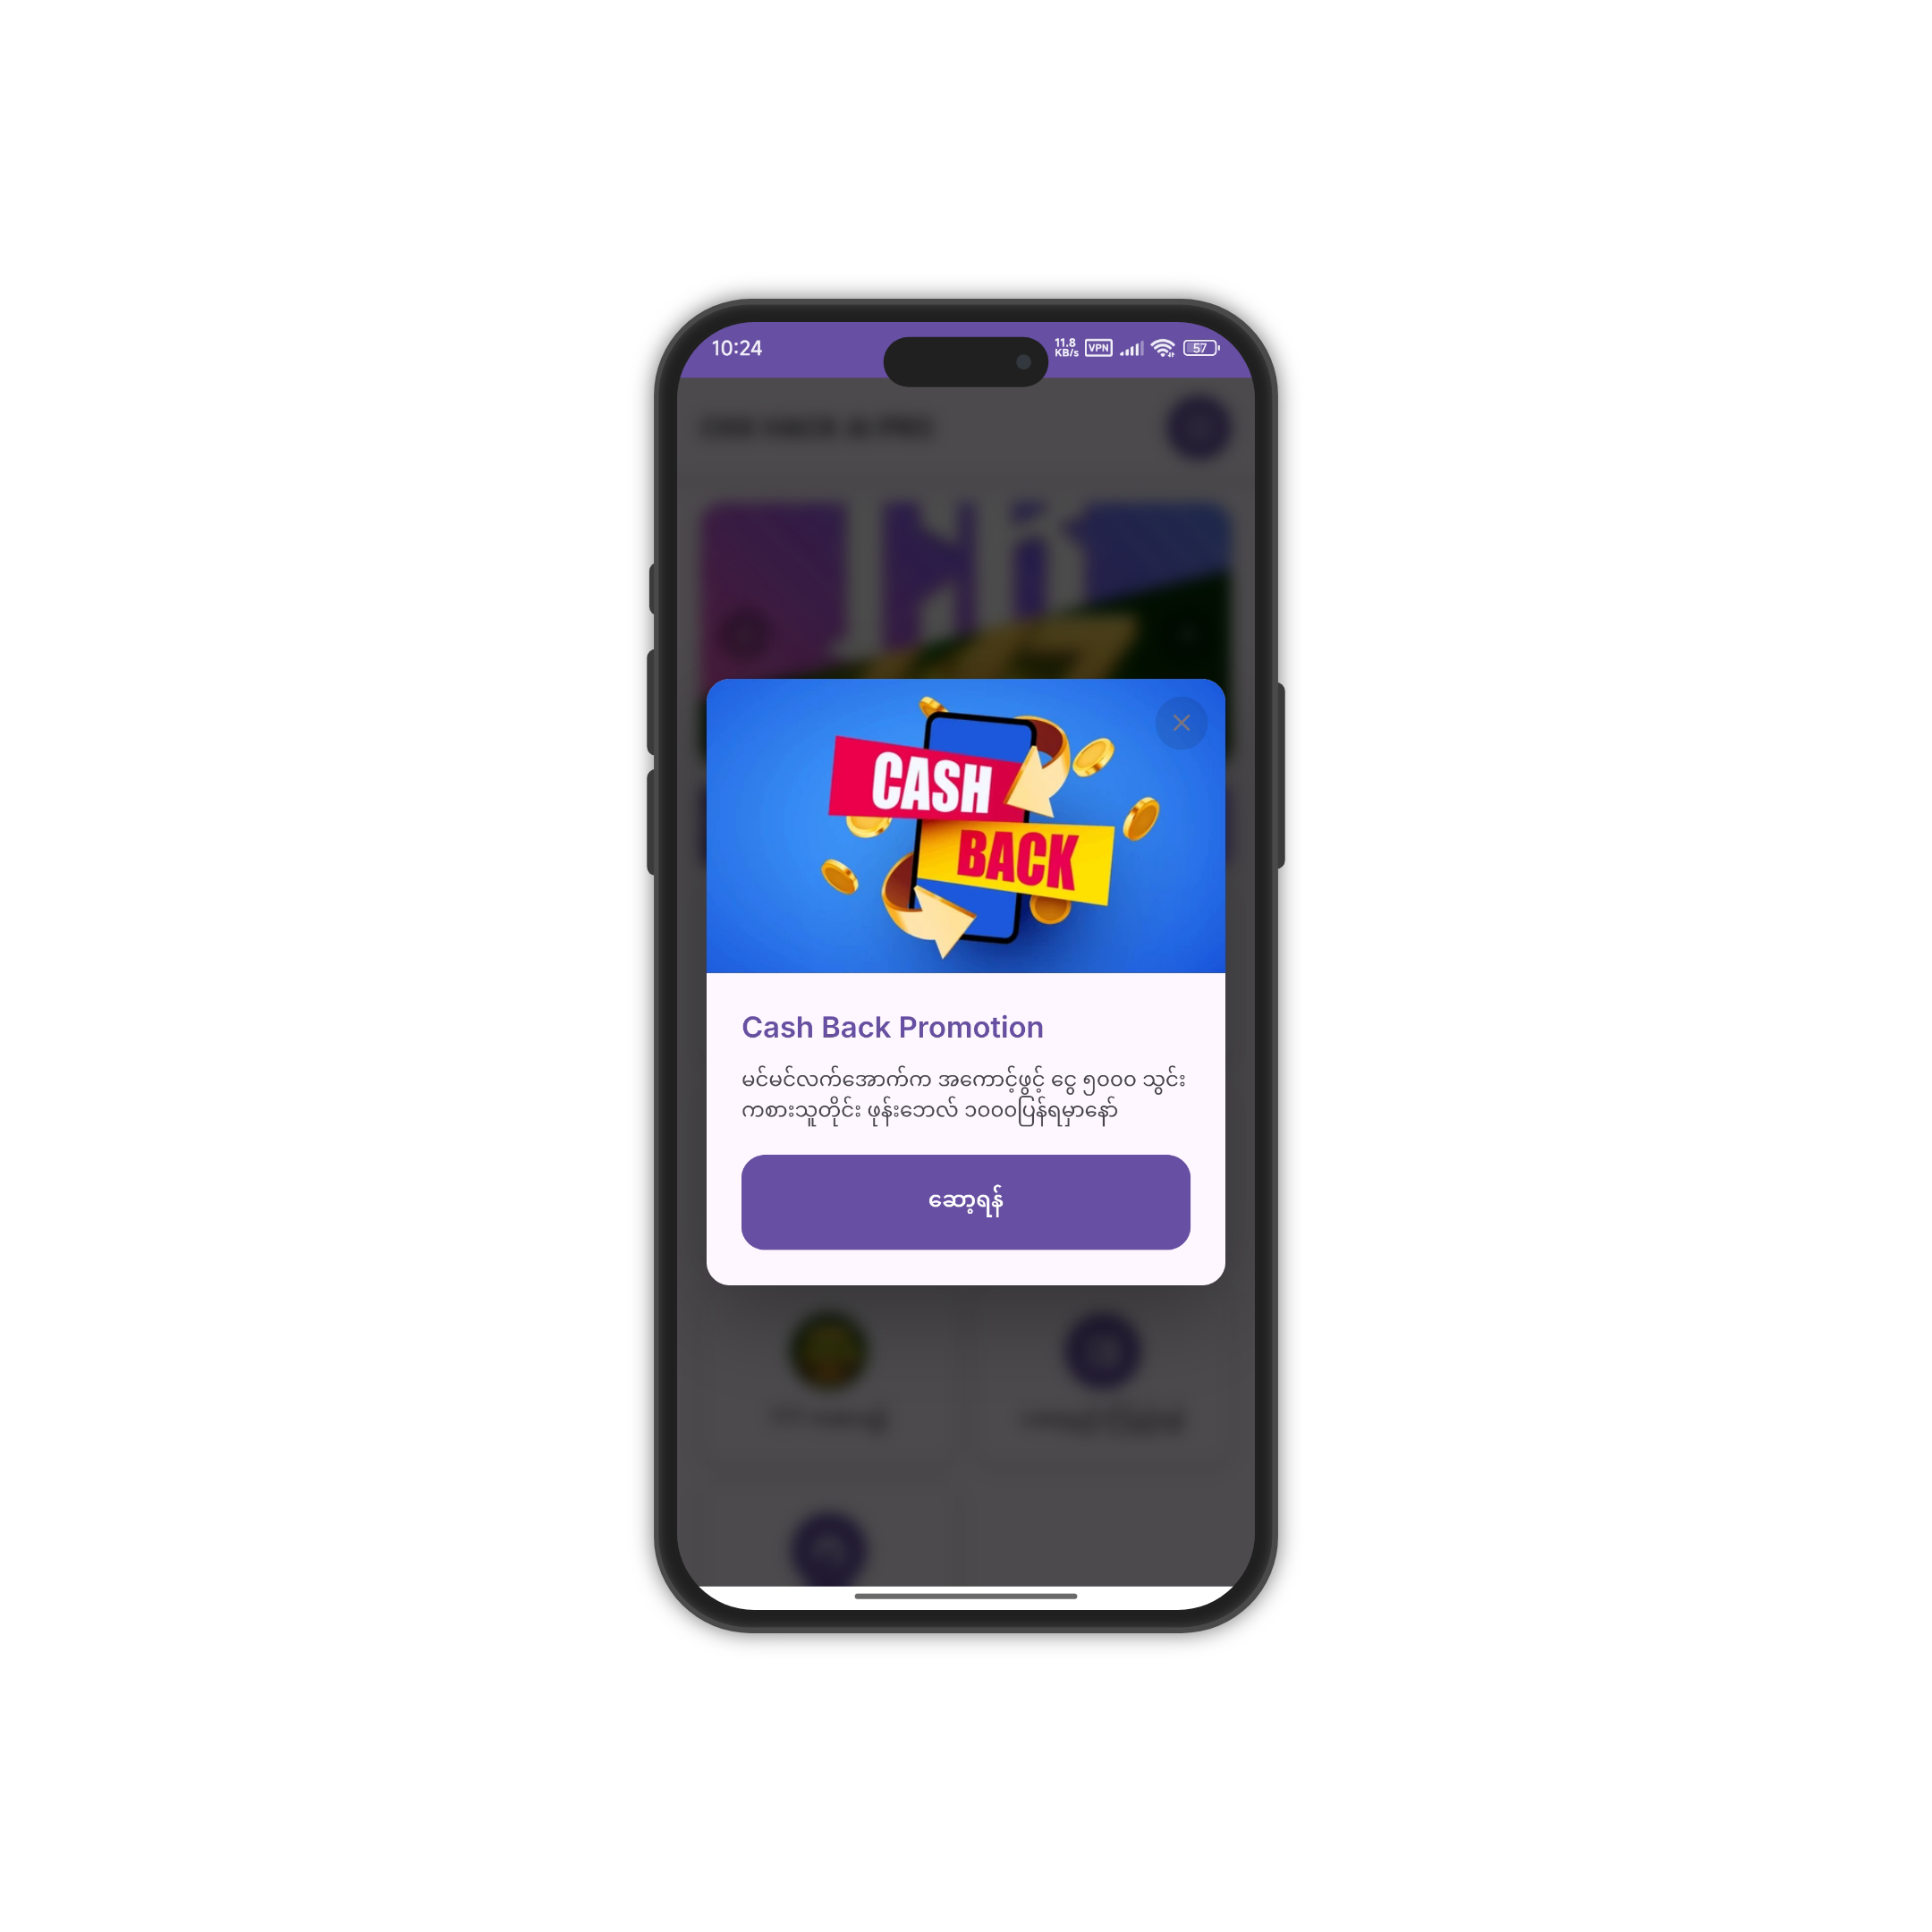 10:24
11.8
KB/s
VPN
57
CASH
BACK
Cash Back Promotion
မင်မင်လက်အောက်က အကောင့်ဖွင့် ငွေ ၅၀၀၀ သွင်း
ကစားသူတိုင်း ဖုန်းဘေလ် ၁၀၀၀ပြန်ရမှာနော်
ဆော့ရန်